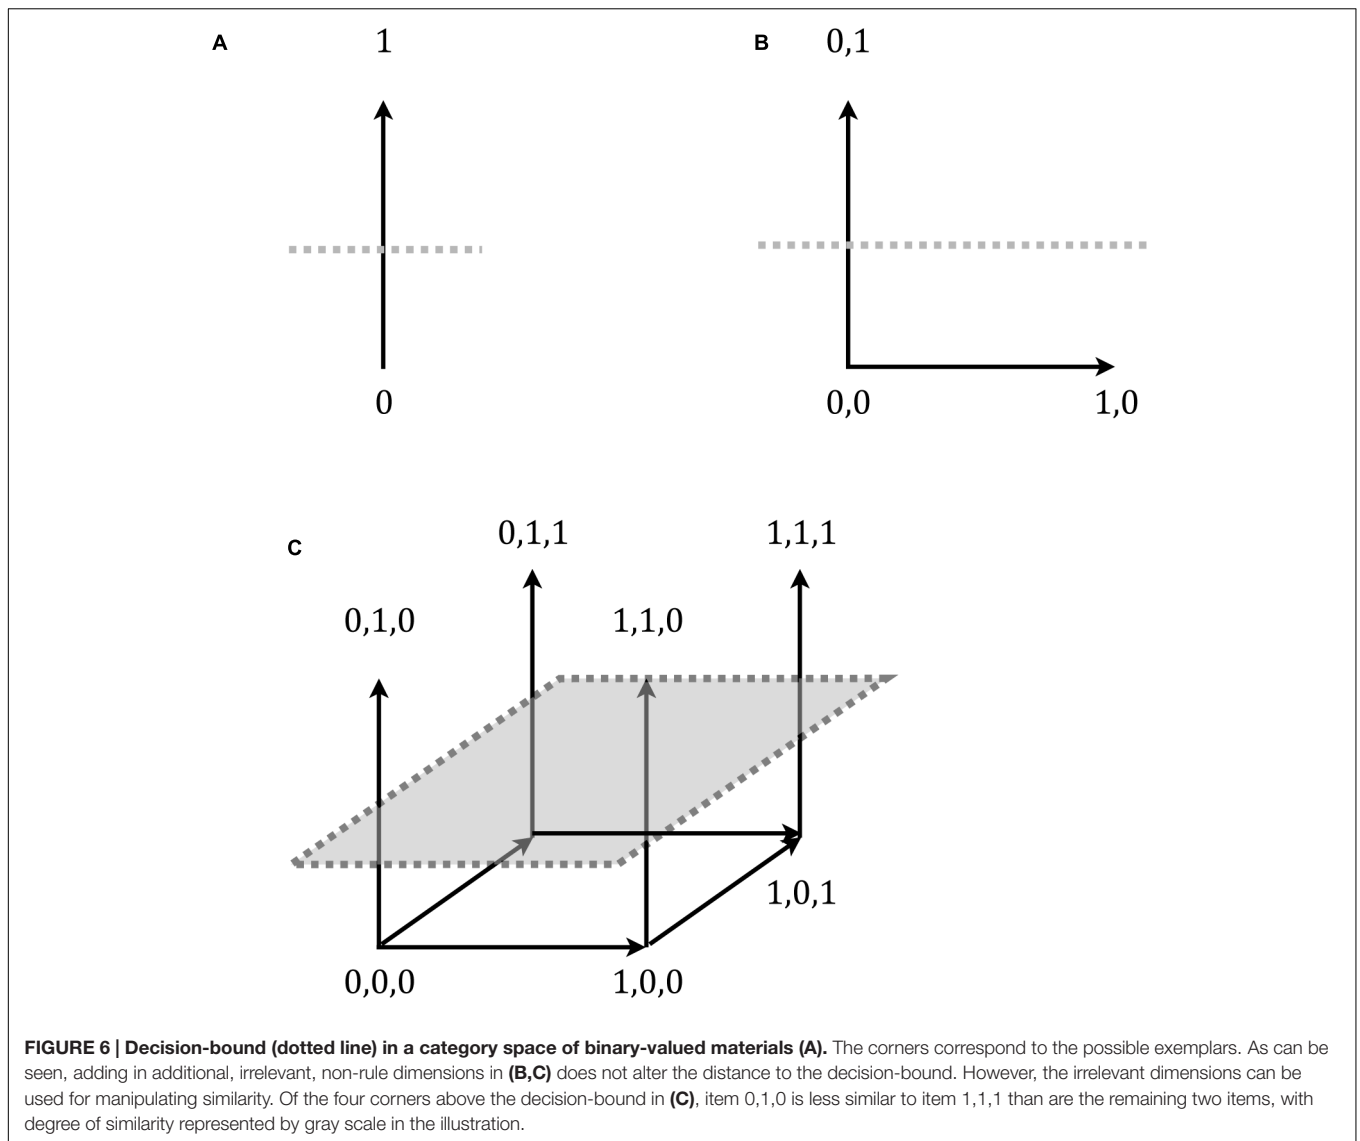 A
1
B
0,1
0
0,0
1,0
C
0,1,1
1,1,1
0,1,0
1,1,0
1,0,1
0,0,0
1,0,0
FIGURE 6 | Decision-bound (dotted line) in a category space of binary-valued materials (A). The corners correspond to the possible exemplars. As can be
seen, adding in additional, irrelevant, non-rule dimensions in (B,C) does not alter the distance to the decision-bound. However, the irrelevant dimensions can be
used for manipulating similarity. Of the four corners above the decision-bound in (C), item 0,1,0 is less similar to item 1,1,1 than are the remaining two items, with
degree of similarity represented by gray scale in the illustration.